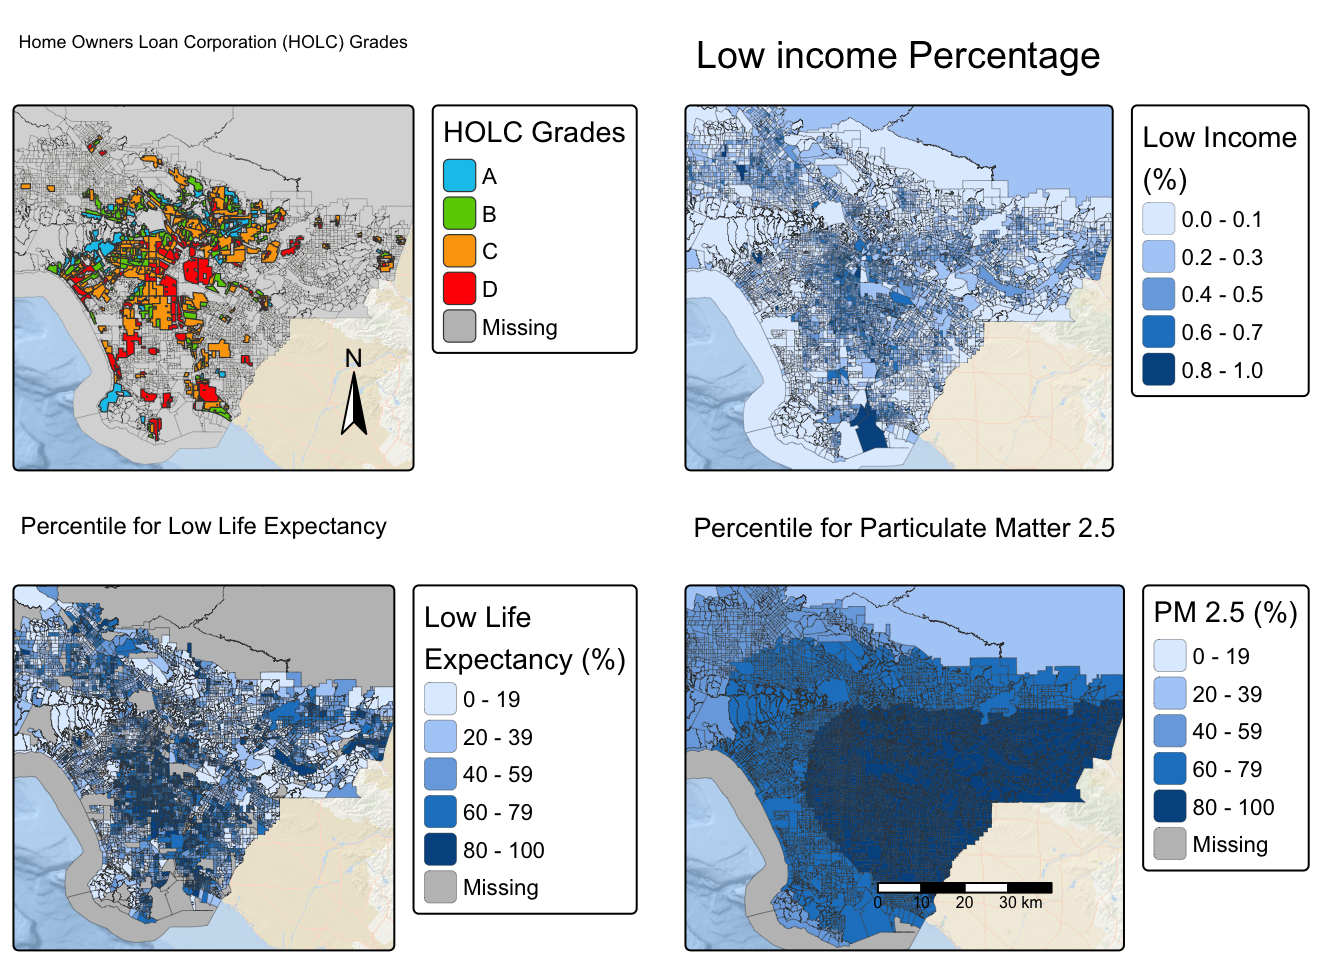 Home Owners Loan Corporation (HOLC) Grades
HOLC Grades
A
B
C
D
Missing
N
Low income Percentage
Low Income
(%)
0.0 - 0.1
0.2 - 0.3
0.4 - 0.5
0.6 - 0.7
0.8 - 1.0
Percentile for Low Life Expectancy
Low Life
Expectancy (%)
0 - 19
20 - 39
40 - 59
60 - 79
80 - 100
Missing
Percentile for Particulate Matter 2.5
0 10 20 30 km
PM 2.5 (%)
0 - 19
20 - 39
40 - 59
60 - 79
80 - 100
Missing